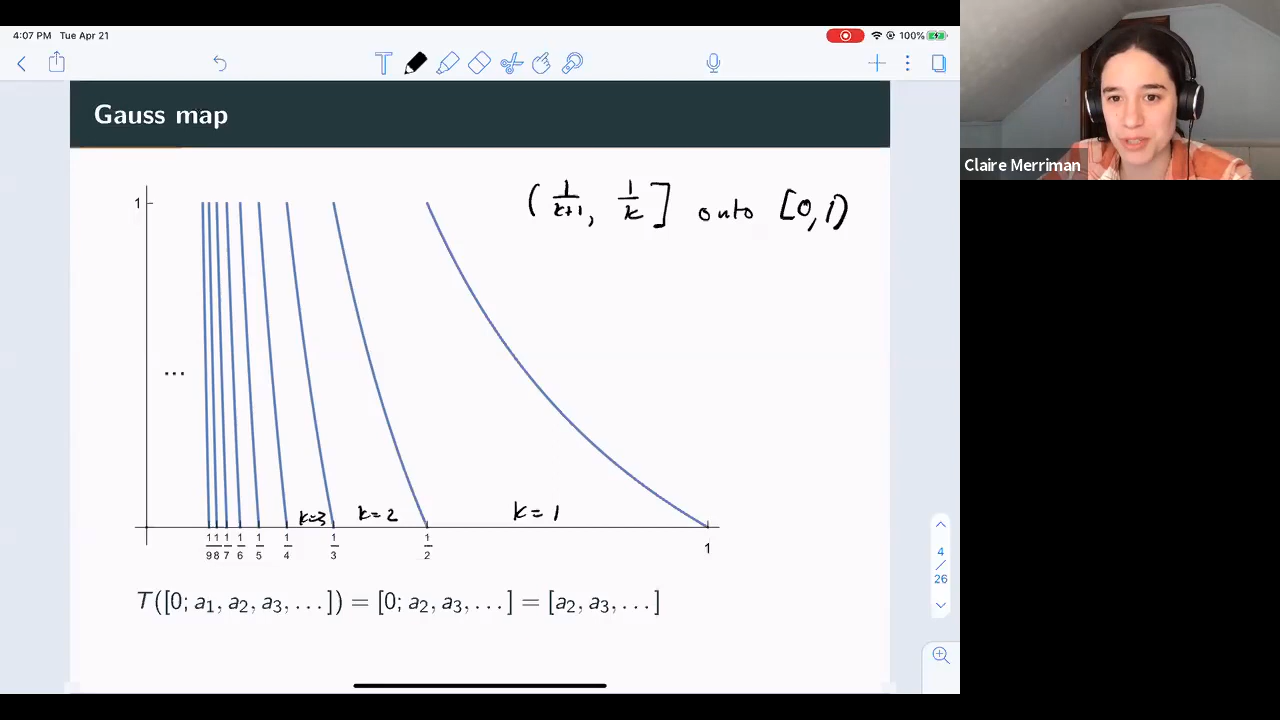 4:07 PM Tue Apr 21
100%
Gauss map
1
( 1/k+1, 1/k ] onto [0,1)
...
k=3 k=2 k=1
1/9 1/8 1/7 1/6 1/5 1/4 1/3 1/2 1
T([0; a₁, a₂, a₃, ...]) = [0; a₂, a₃, ...] = [a₂, a₃, ...]
4
/
26
Claire Merriman